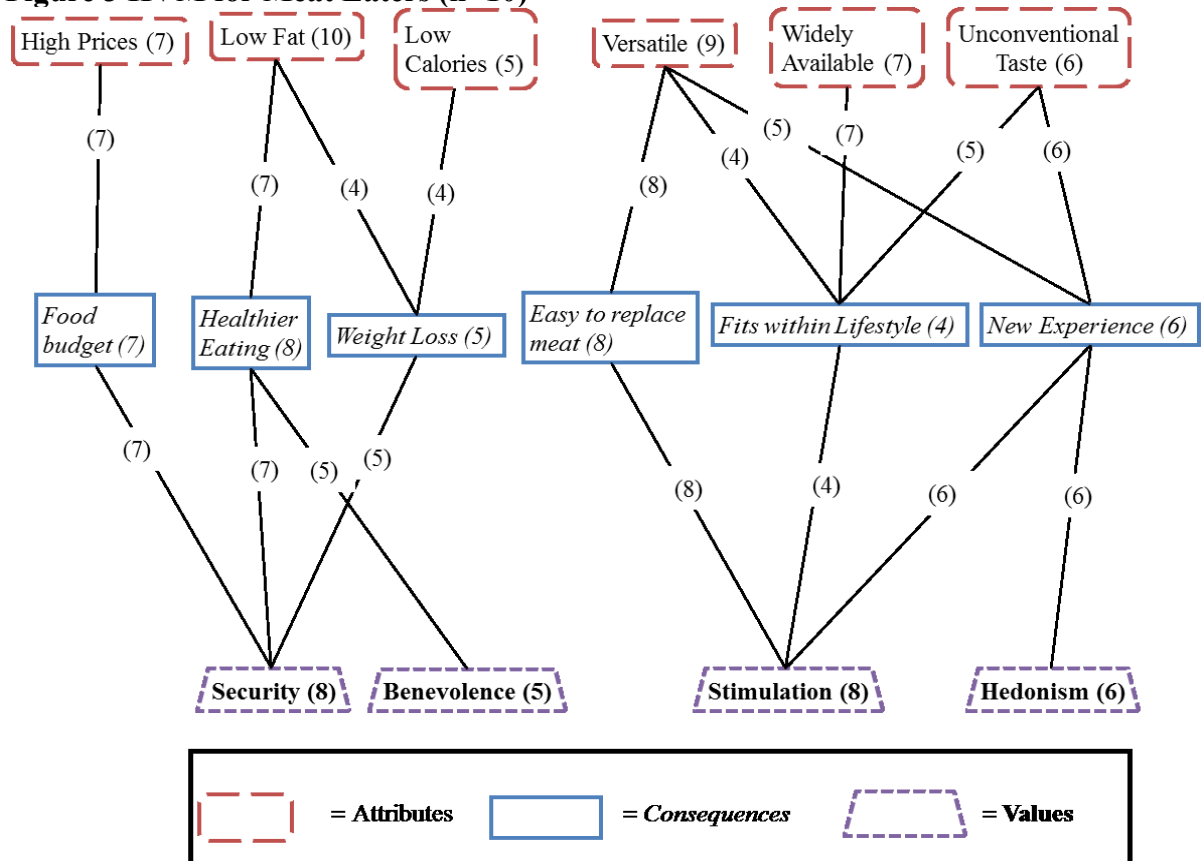 High Prices (7)
Low Fat (10)
Low
Calories (5)
Versatile (9)
Widely
Available (7)
Unconventional
Taste (6)
(7)
(7)
(4)
(4)
(8)
(4)
(5)
(7)
(5)
(6)
Food
budget (7)
Healthier
Eating (8)
Weight Loss (5)
Easy to replace
meat (8)
Fits within Lifestyle (4)
New Experience (6)
(7)
(7)
(5)
(5)
(8)
(4)
(6)
(6)
Security (8)
Benevolence (5)
Stimulation (8)
Hedonism (6)
= Attributes
= Consequences
= Values